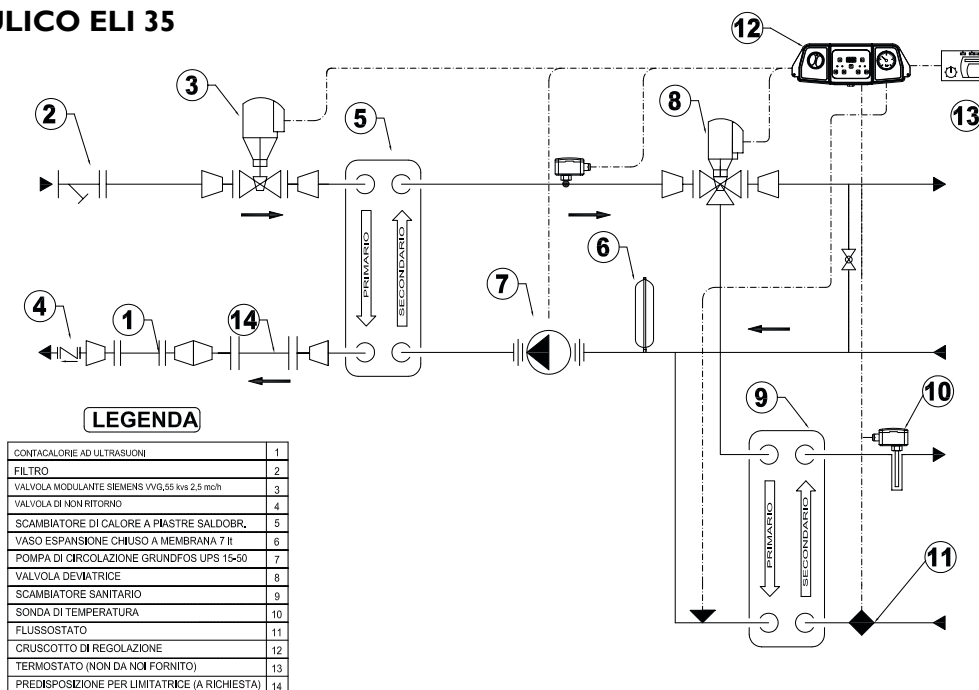 ULICO ELI 35
12
13
3
8
2
5
PRIMARIO
SECONDARIO
6
7
4
1
14
10
9
PRIMARIO
SECONDARIO
11
LEGENDA
CONTACALORIE AD ULTRASUONI 1
FILTRO 2
VALVOLA MODULANTE SIEMENS VVG,55 kvs 2,5 mc/h 3
VALVOLA DI NON RITORNO 4
SCAMBIATORE DI CALORE A PIASTRE SALDOBR. 5
VASO ESPANSIONE CHIUSO A MEMBRANA 7 lt 6
POMPA DI CIRCOLAZIONE GRUNDFOS UPS 15-50 7
VALVOLA DEVIATRICE 8
SCAMBIATORE SANITARIO 9
SONDA DI TEMPERATURA 10
FLUSSOSTATO 11
CRUSCOTTO DI REGOLAZIONE 12
TERMOSTATO (NON DA NOI FORNITO) 13
PREDISPOSIZIONE PER LIMITATRICE (A RICHIESTA) 14